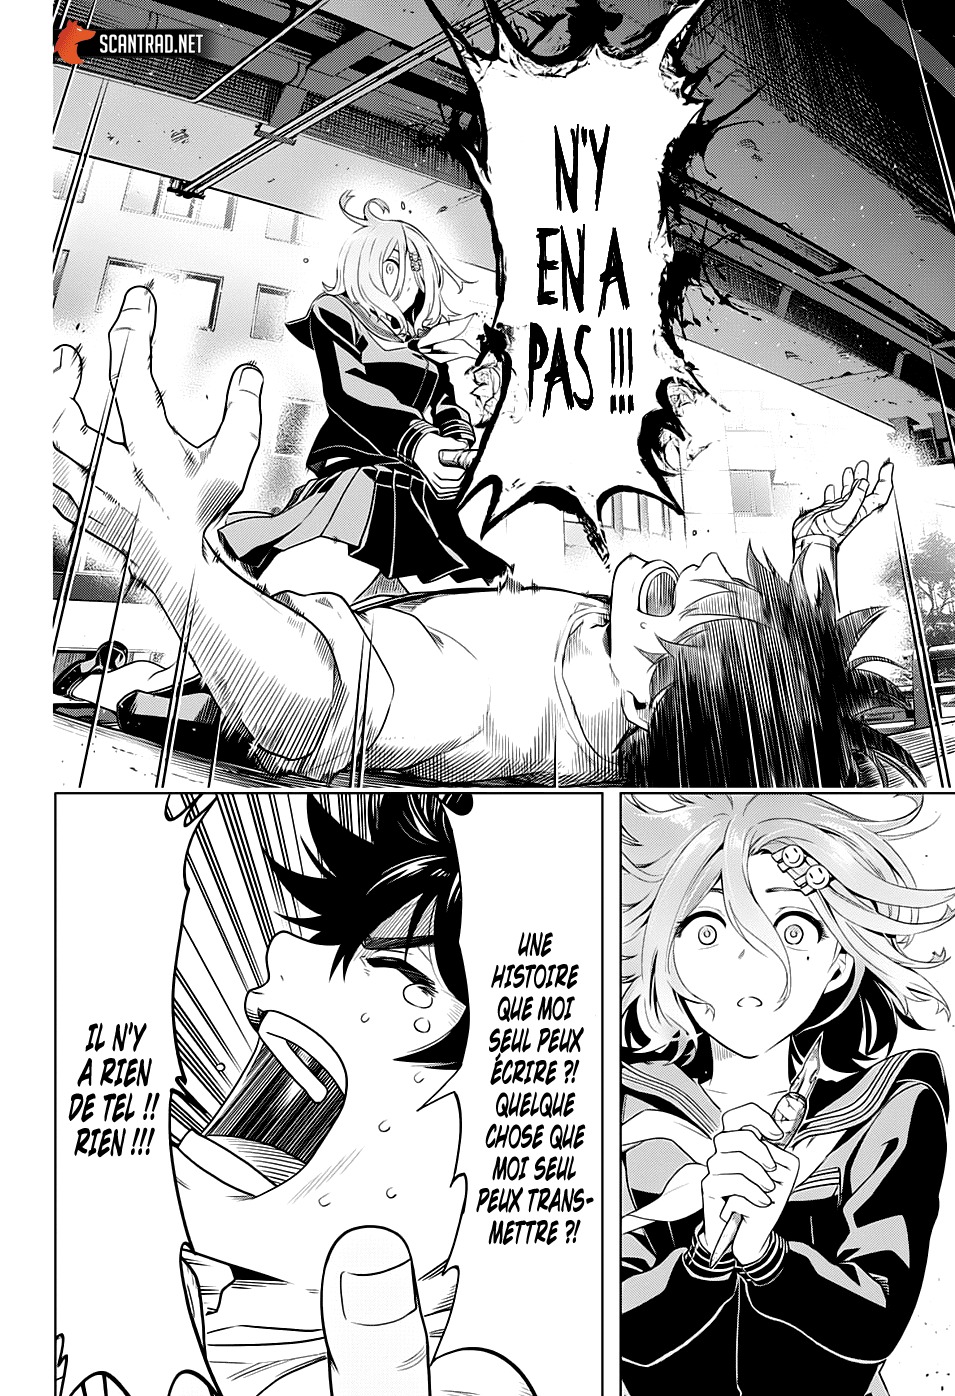 SCANTRAD.NET
N'Y
EN A
PAS !!!
UNE
HISTOIRE
QUE MOI
SEUL PEUX
ÉCRIRE ?!
QUELQUE
CHOSE QUE
MOI SEUL
PEUX TRANS-
METTRE ?!
IL N'Y
A RIEN
DE TEL !!
RIEN !!!